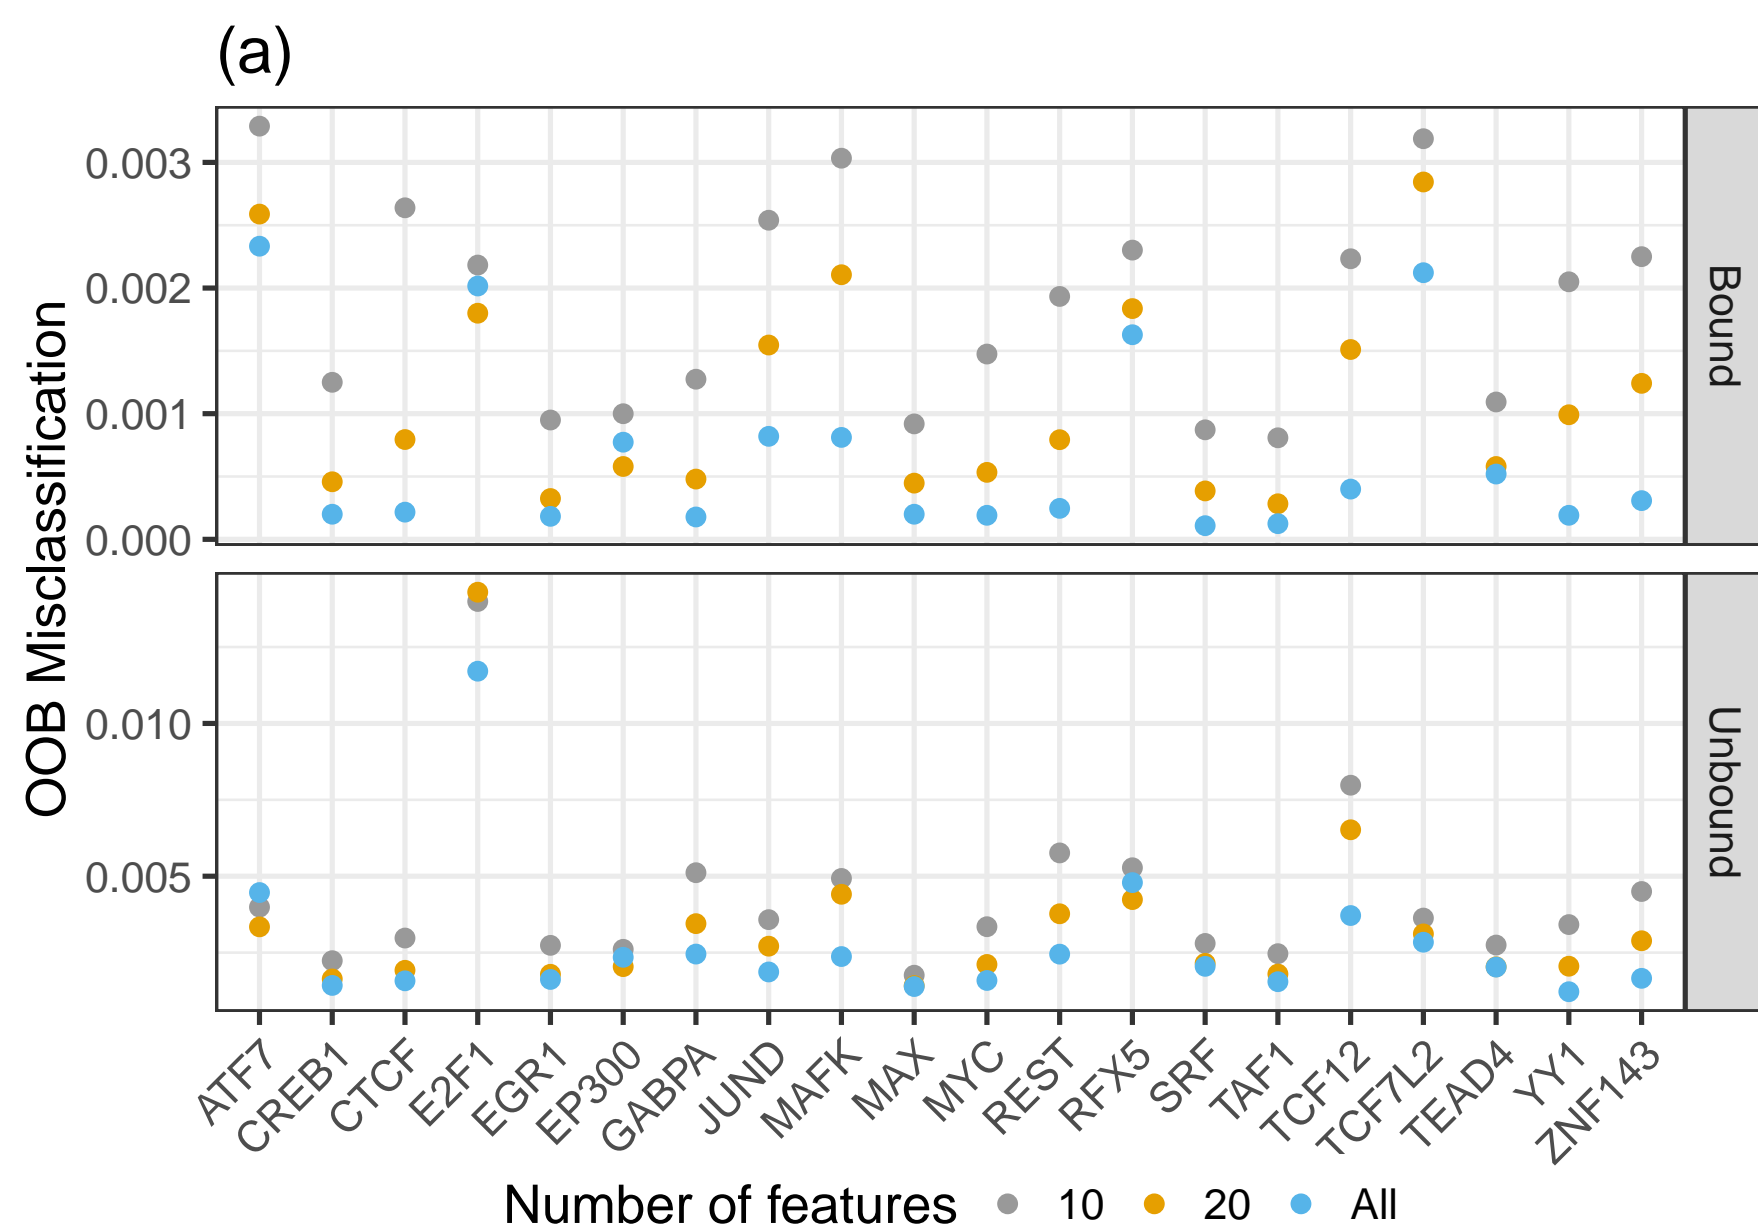 (a)
OOB Misclassification
0.003
0.002
0.001
0.000
Bound
0.010
0.005
Unbound
ATF7
CREB1
CTCF
E2F1
EGR1
EP300
GABPA
JUND
MAFK
MAX
MYC
REST
RFX5
SRF
TAF1
TCF12
TCF7L2
TEAD4
YY1
ZNF143
Number of features 10 20 All